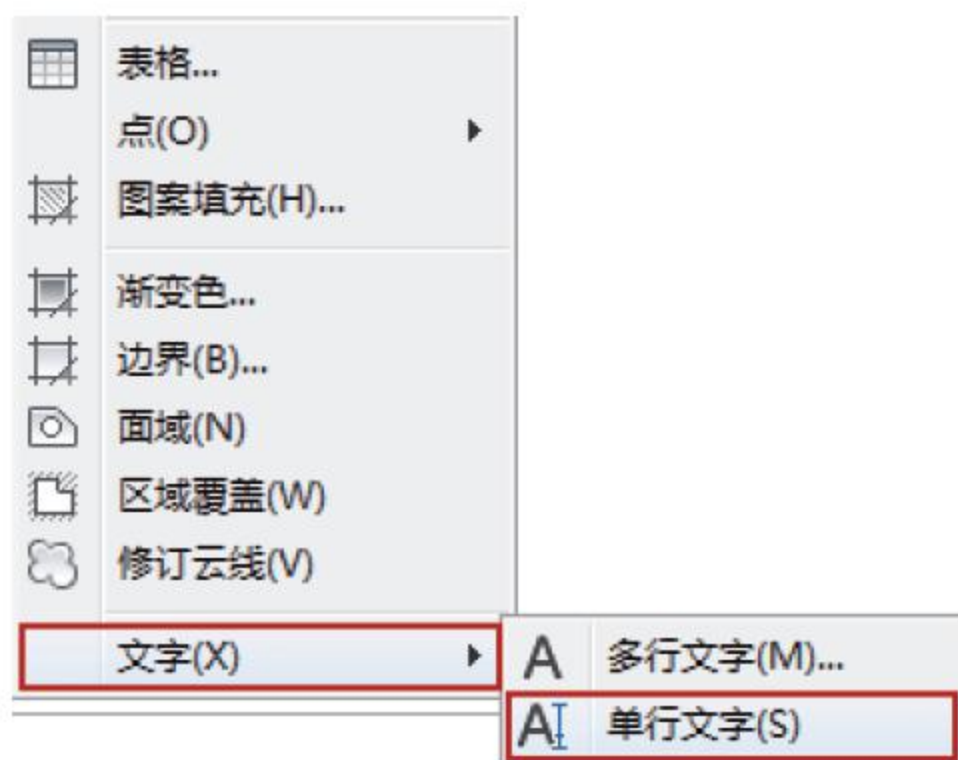 表格...
点(O)
图案填充(H)...
渐变色...
边界(B)...
面域(N)
区域覆盖(W)
修订云线(V)
文字(X)
多行文字(M)...
单行文字(S)